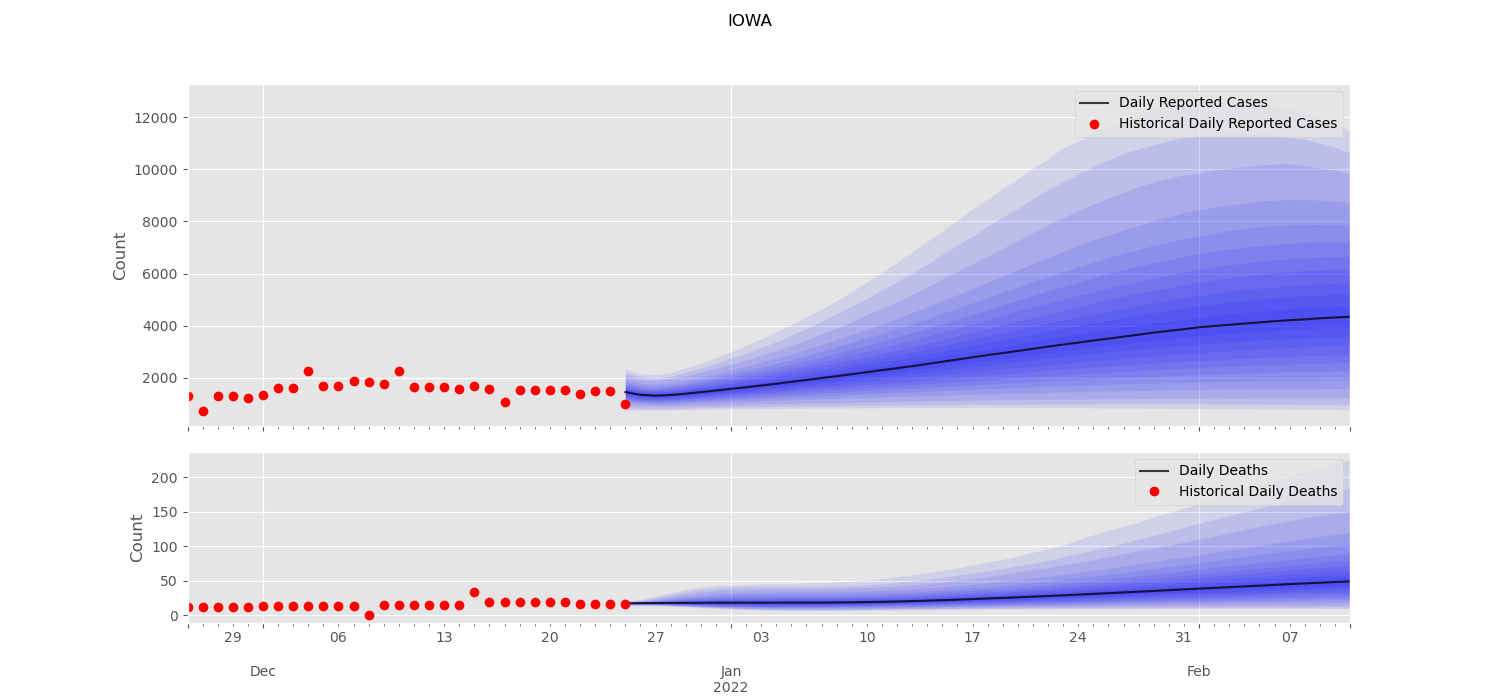 IOWA
Daily Reported Cases
Historical Daily Reported Cases
12000
10000
8000
6000
4000
2000
Count
Daily Deaths
Historical Daily Deaths
200
150
100
50
0
Count
29 06 13 20 27 03 10 17 24 31 07
Dec Jan Feb
2022